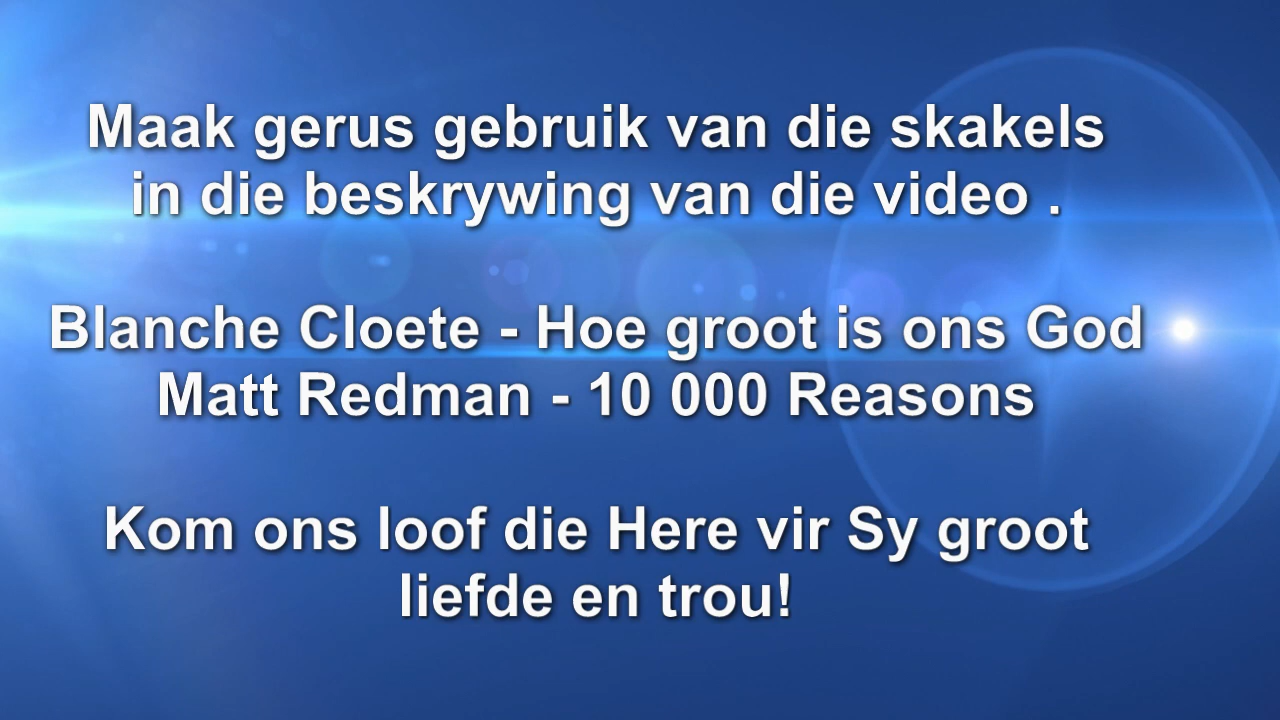 Maak gerus gebruik van die skakels
in die beskrywing van die video .
Blanche Cloete - Hoe groot is ons God
Matt Redman - 10 000 Reasons
Kom ons loof die Here vir Sy groot
liefde en trou!